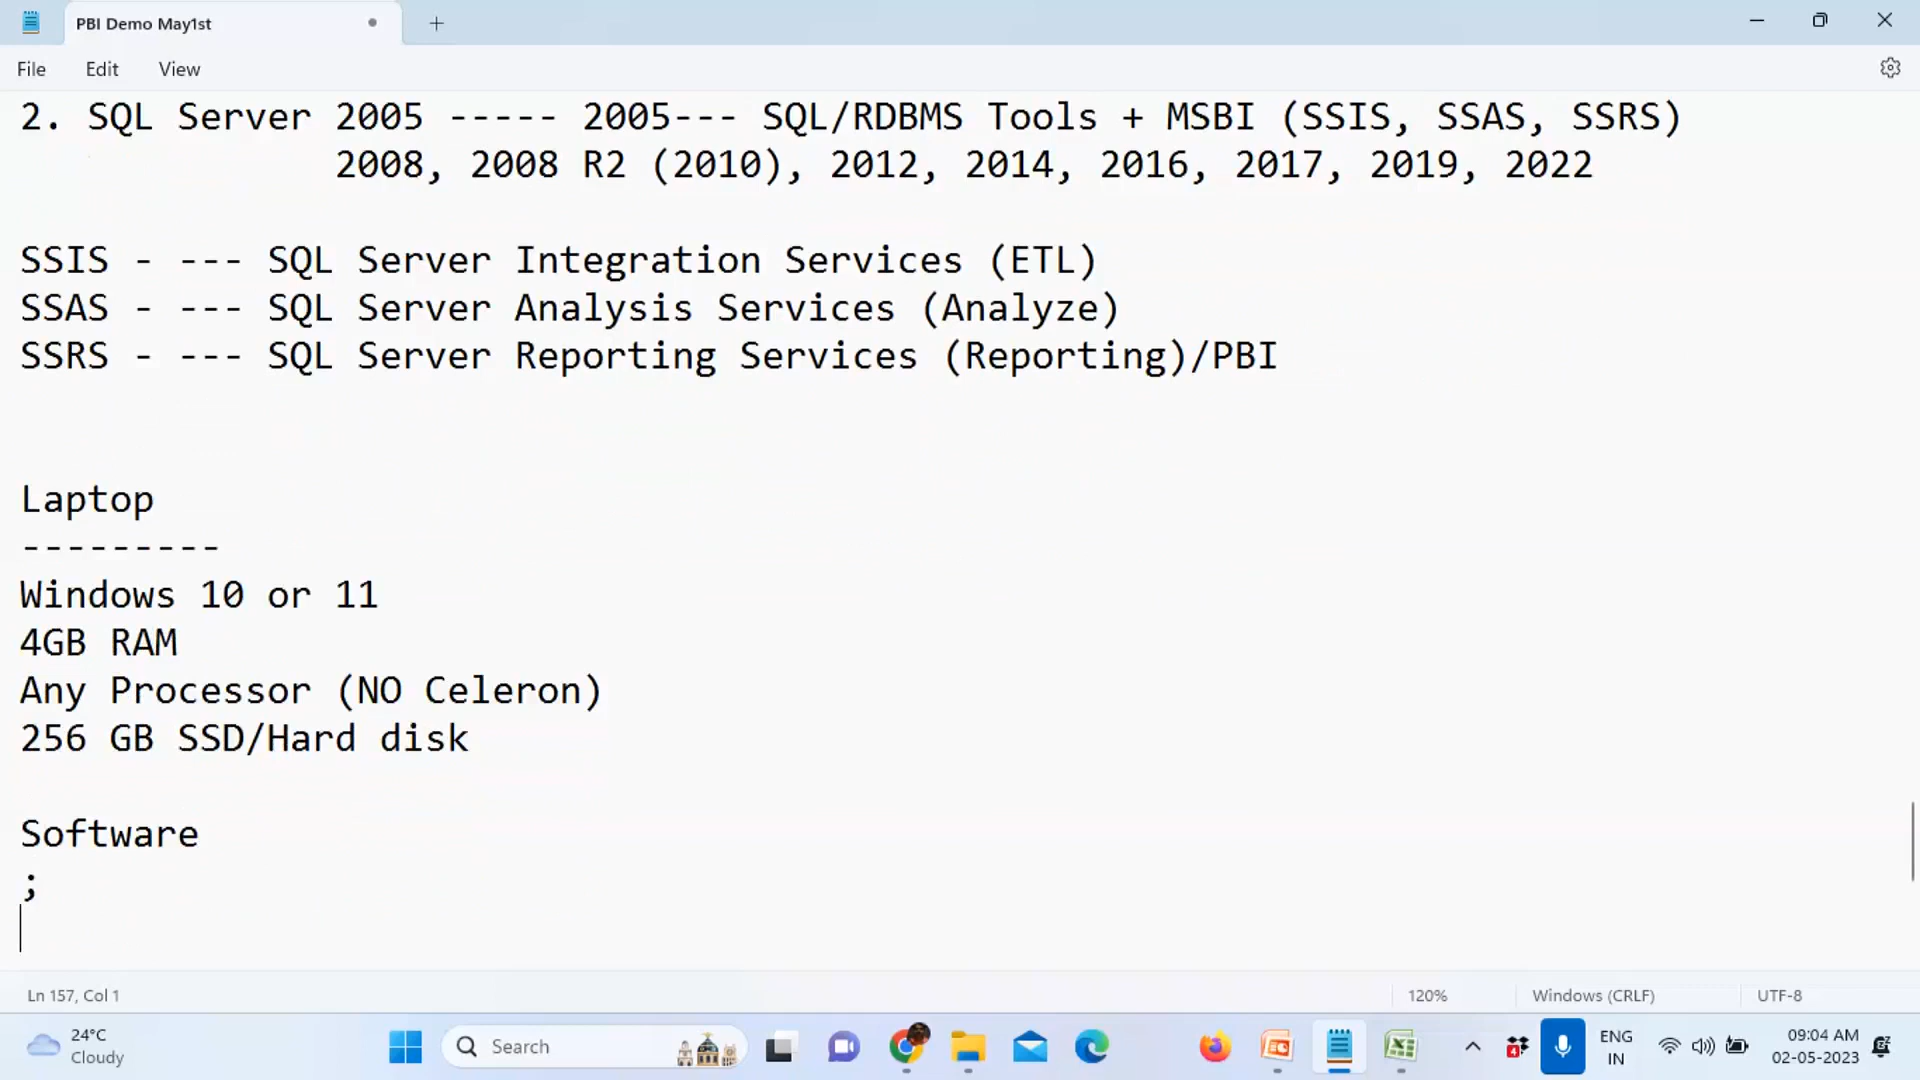 PBI Demo May1st
File Edit View
2. SQL Server 2005 ----- 2005--- SQL/RDBMS Tools + MSBI (SSIS, SSAS, SSRS)
2008, 2008 R2 (2010), 2012, 2014, 2016, 2017, 2019, 2022
SSIS - --- SQL Server Integration Services (ETL)
SSAS - --- SQL Server Analysis Services (Analyze)
SSRS - --- SQL Server Reporting Services (Reporting)/PBI
Laptop
---------
Windows 10 or 11
4GB RAM
Any Processor (NO Celeron)
256 GB SSD/Hard disk
Software
;
Ln 157, Col 1 120% Windows (CRLF) UTF-8
24°C
Cloudy
Search
4
ENG
IN
09:04 AM
02-05-2023